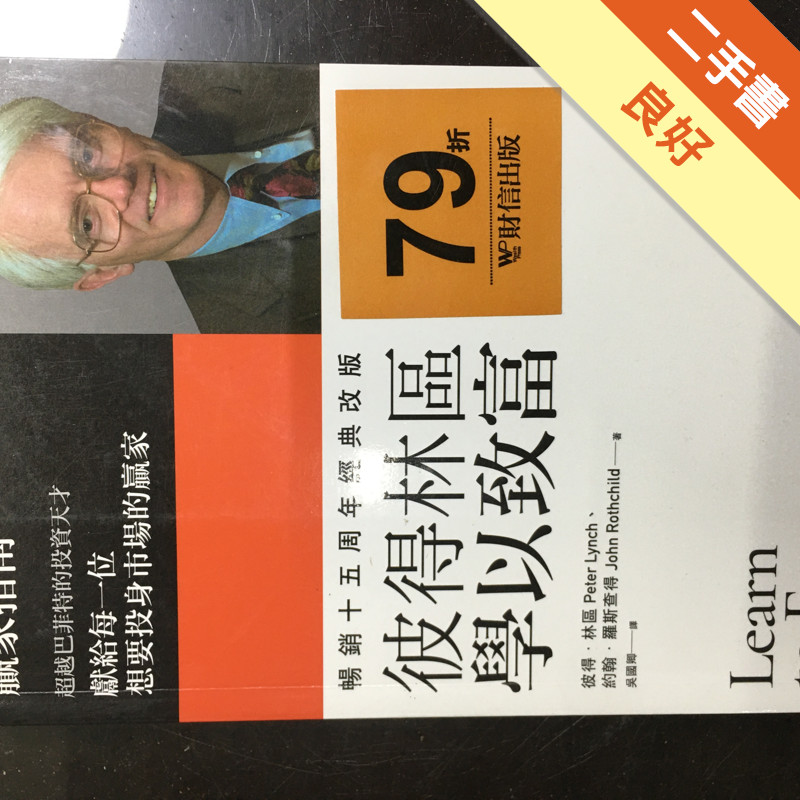 二手書
良好
贏家指南
超越巴菲特的投資天才
獻給每一位
想要投身市場的贏家
79折
WP 財信出版
暢銷十五周年經典改版
彼得林區
學以致富
彼得·林區 Peter Lynch、
約翰·羅斯查得 John Rothchild——著
吳國卿——譯
Learn